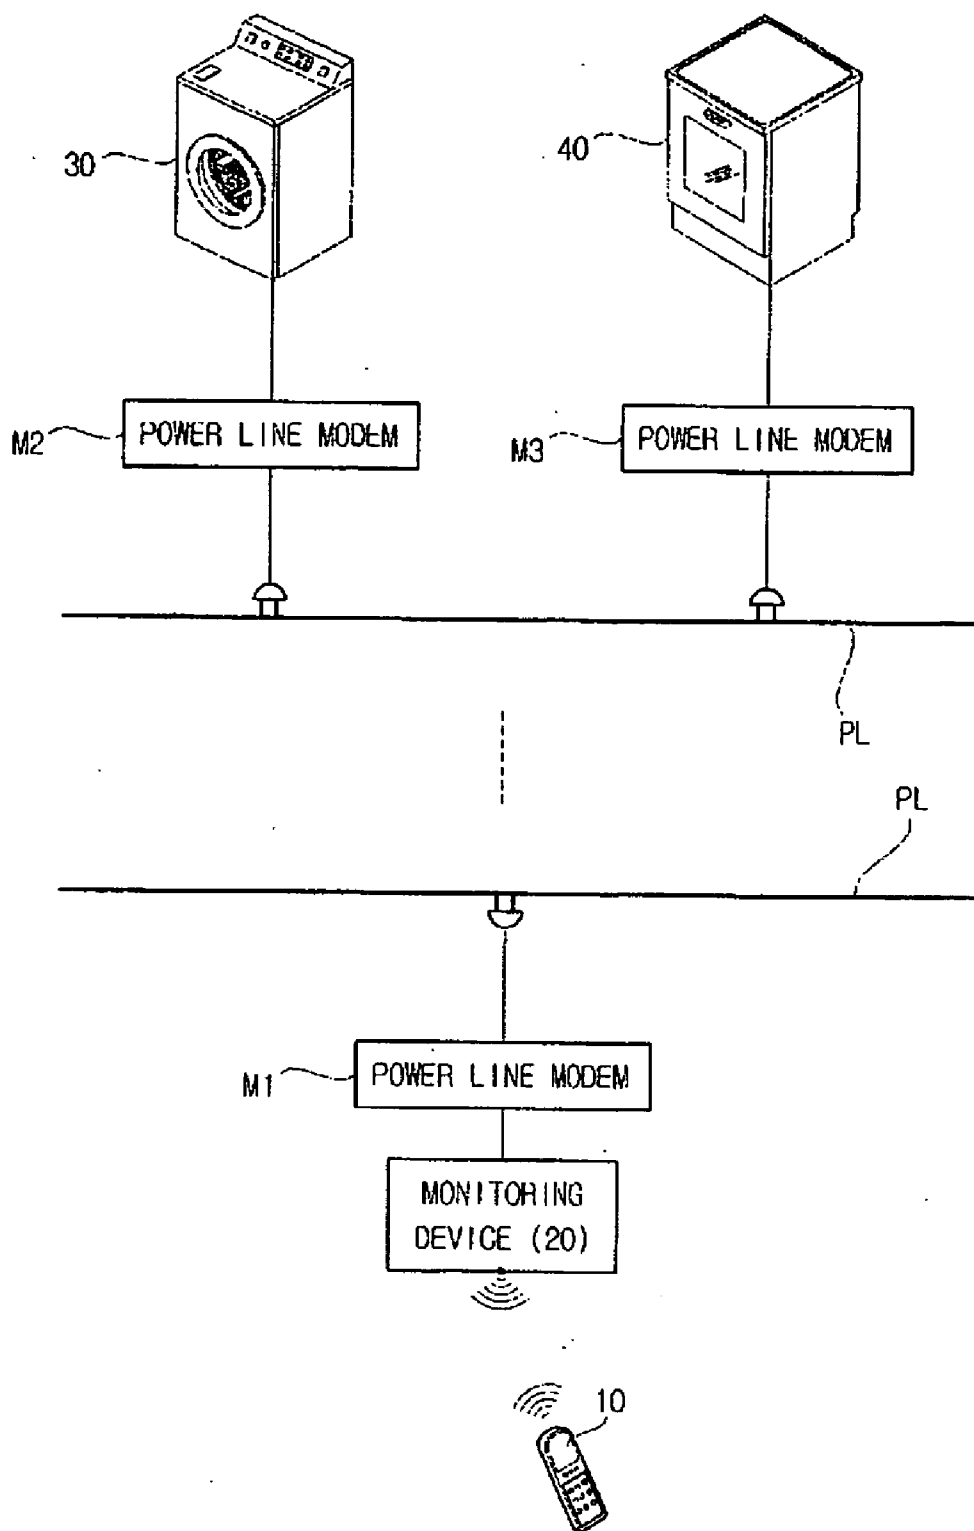 30
40
M2
POWER LINE MODEM
M3
POWER LINE MODEM
PL
PL
M1
POWER LINE MODEM
MONITORING
DEVICE (20)
10